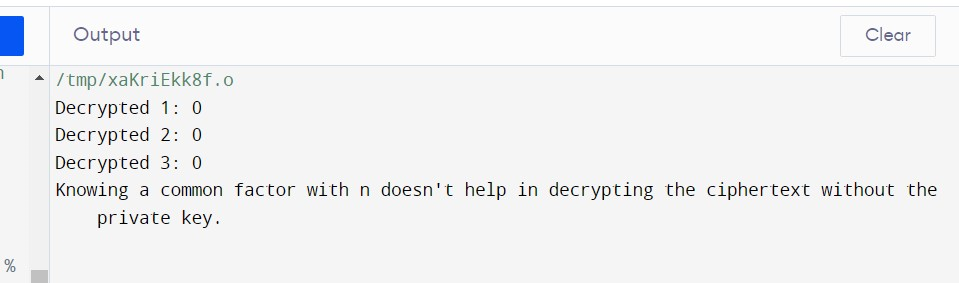 Output
Clear
/tmp/xaKriEkk8f.o
Decrypted 1: 0
Decrypted 2: 0
Decrypted 3: 0
Knowing a common factor with n doesn't help in decrypting the ciphertext without the
private key.
%